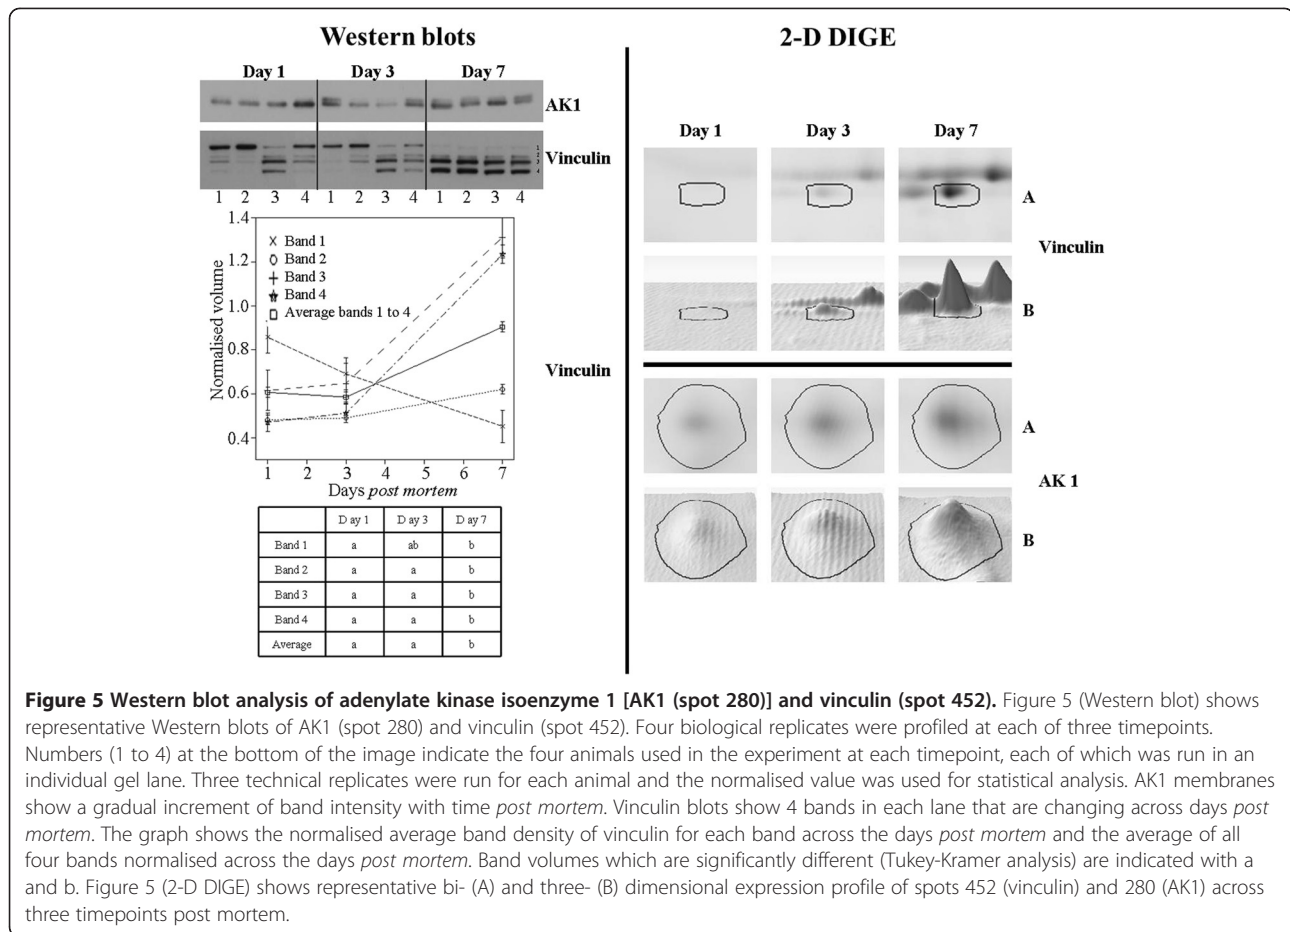 Western blots
Day 1 Day 3 Day 7
AK1
Vinculin
1
2
3
4
1 2 3 4 1 2 3 4 1 2 3 4
Normalised volume
1.4
1.2
1.0
0.8
0.6
0.4
Band 1
Band 2
Band 3
Band 4
Average bands 1 to 4
Vinculin
1 2 3 4 5 6 7
Days post mortem
D ay 1 D ay 3 D ay 7
Band 1 a ab b
Band 2 a a b
Band 3 a a b
Band 4 a a b
Average a a b
2-D DIGE
Day 1 Day 3 Day 7
A
Vinculin
B
A
AK 1
B
Figure 5 Western blot analysis of adenylate kinase isoenzyme 1 [AK1 (spot 280)] and vinculin (spot 452). Figure 5 (Western blot) shows
representative Western blots of AK1 (spot 280) and vinculin (spot 452). Four biological replicates were profiled at each of three timepoints.
Numbers (1 to 4) at the bottom of the image indicate the four animals used in the experiment at each timepoint, each of which was run in an
individual gel lane. Three technical replicates were run for each animal and the normalised value was used for statistical analysis. AK1 membranes
show a gradual increment of band intensity with time post mortem. Vinculin blots show 4 bands in each lane that are changing across days post
mortem. The graph shows the normalised average band density of vinculin for each band across the days post mortem and the average of all
four bands normalised across the days post mortem. Band volumes which are significantly different (Tukey-Kramer analysis) are indicated with a
and b. Figure 5 (2-D DIGE) shows representative bi- (A) and three- (B) dimensional expression profile of spots 452 (vinculin) and 280 (AK1) across
three timepoints post mortem.